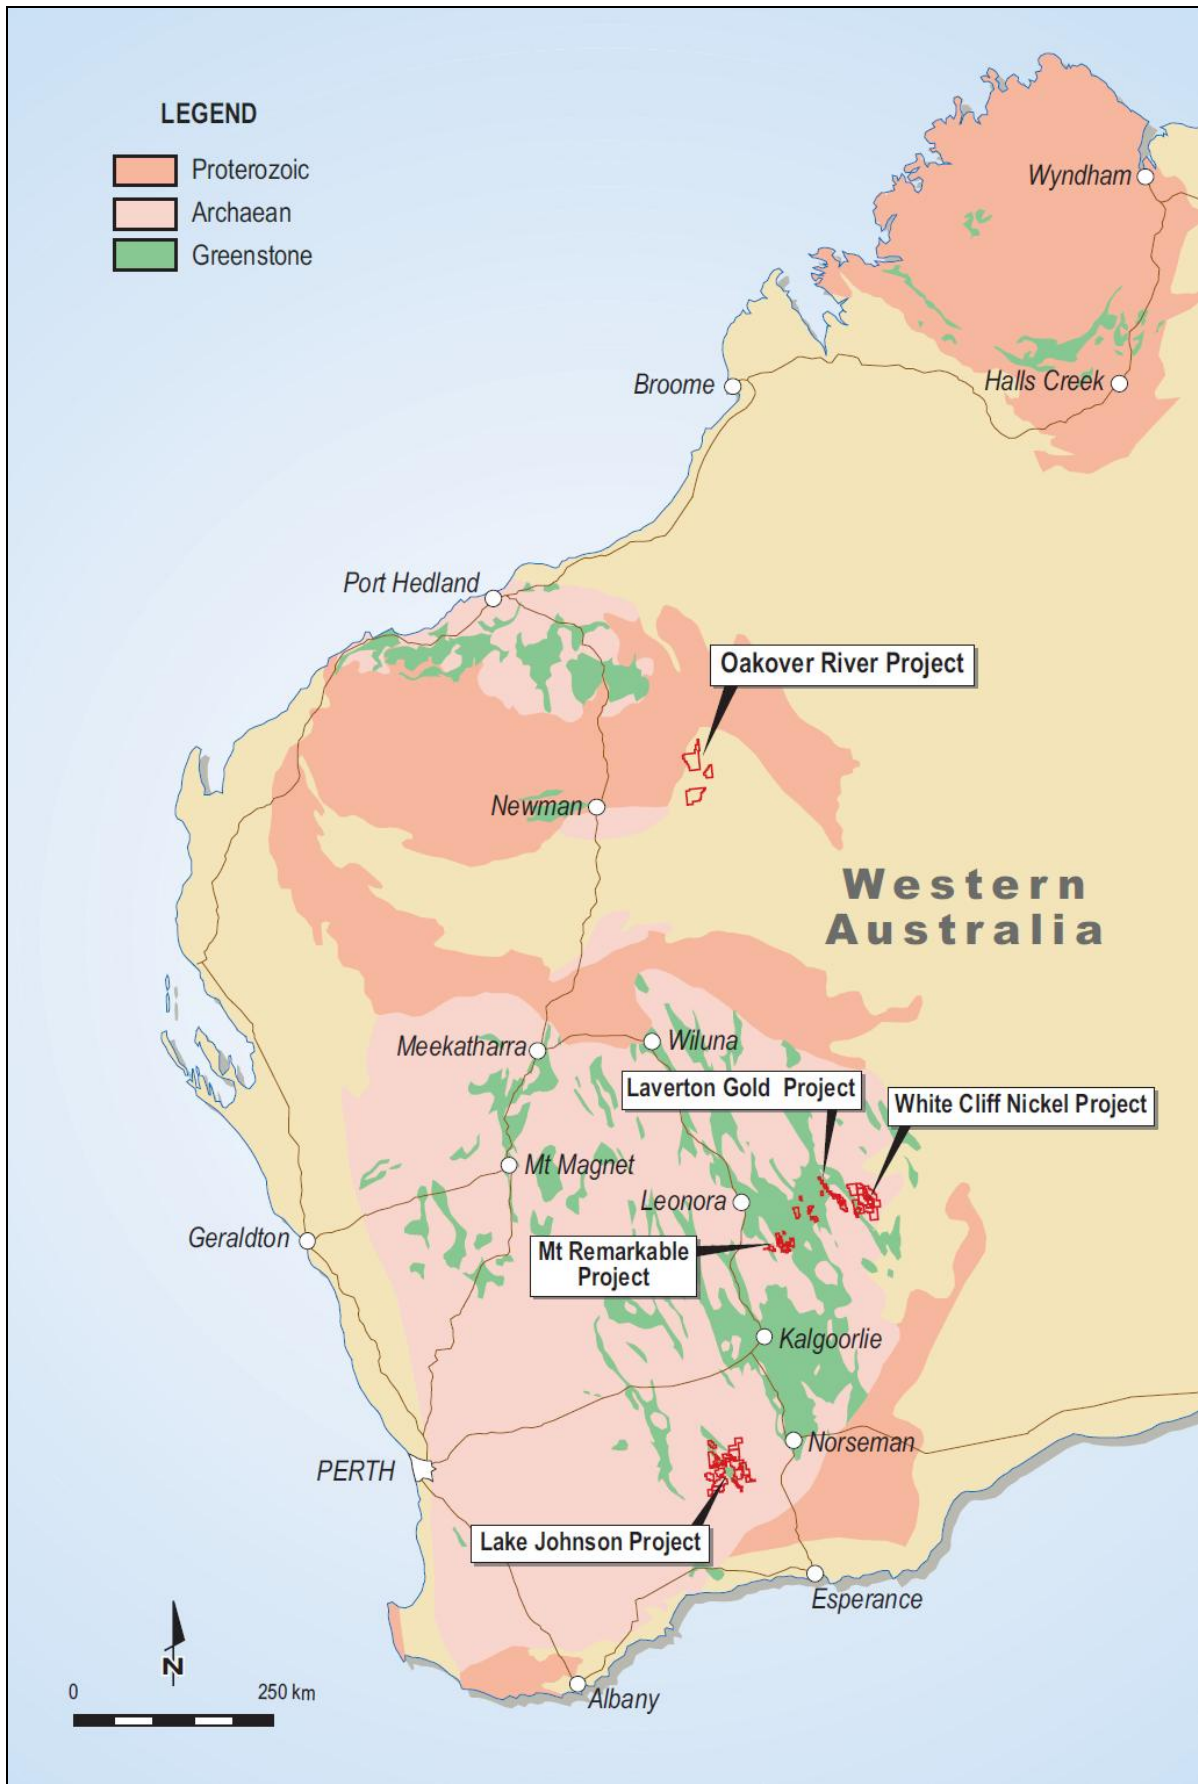 LEGEND
Proterozoic
Archaean
Greenstone
Wyndham
Broome
Halls Creek
Port Hedland
Oakover River Project
Newman
Western
Australia
Meekatharra
Wiluna
Laverton Gold Project
White Cliff Nickel Project
Mt Magnet
Leonora
Geraldton
Mt Remarkable
Project
Kalgoorlie
Norseman
PERTH
Lake Johnson Project
Esperance
N
0 250 km
Albany